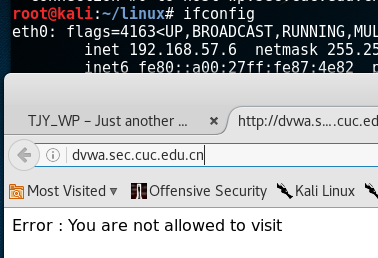 root@kali:~/linux# ifconfig
eth0: flags=4163<UP,BROADCAST,RUNNING,MUL
inet 192.168.57.6 netmask 255.25
inet6 fe80::a00:27ff:fe87:4e82 p
TJY_WP – Just another ... × http://dvwa.s....cuc.ed
dvwa.sec.cuc.edu.cn
Most Visited Offensive Security Kali Linux
Error : You are not allowed to visit